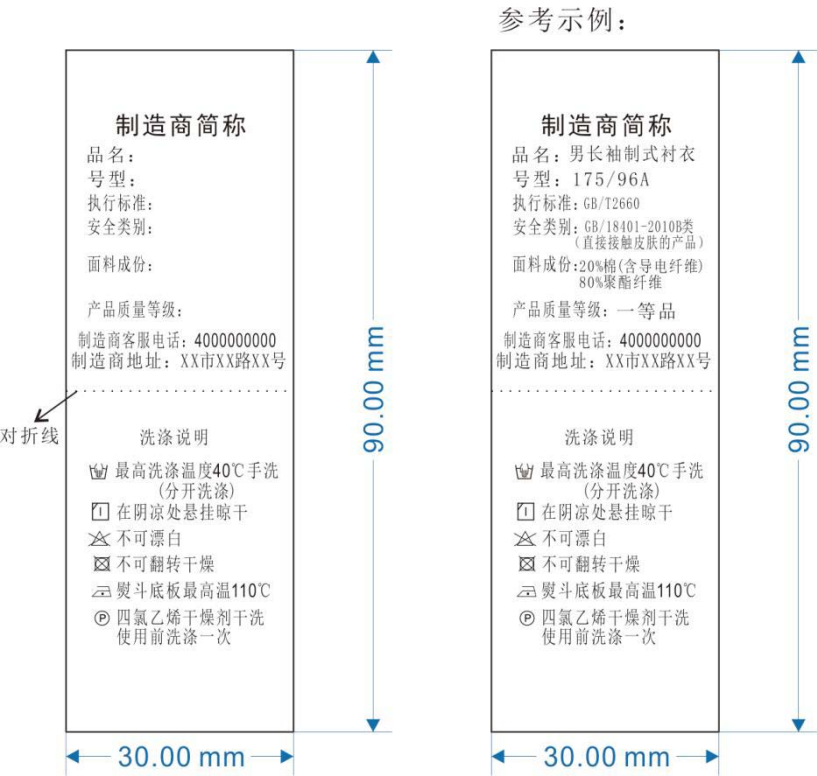 参考示例：
制造商简称
品名：
号型：
执行标准：
安全类别：
面料成份：
产品质量等级：
制造商客服电话：4000000000
制造商地址：XX市XX路XX号
对折线
洗涤说明
最高洗涤温度40℃手洗
(分开洗涤)
在阴凉处悬挂晾干
不可漂白
不可翻转干燥
熨斗底板最高温110℃
P 四氯乙烯干燥剂干洗
使用前洗涤一次
90.00 mm
30.00 mm
制造商简称
品名：男长袖制式衬衣
号型：175/96A
执行标准：GB/T2660
安全类别：GB/18401-2010B类
(直接接触皮肤的产品)
面料成份:20%棉(含导电纤维)
80%聚酯纤维
产品质量等级：一等品
制造商客服电话：4000000000
制造商地址：XX市XX路XX号
洗涤说明
最高洗涤温度40℃手洗
(分开洗涤)
在阴凉处悬挂晾干
不可漂白
不可翻转干燥
熨斗底板最高温110℃
P 四氯乙烯干燥剂干洗
使用前洗涤一次
90.00 mm
30.00 mm